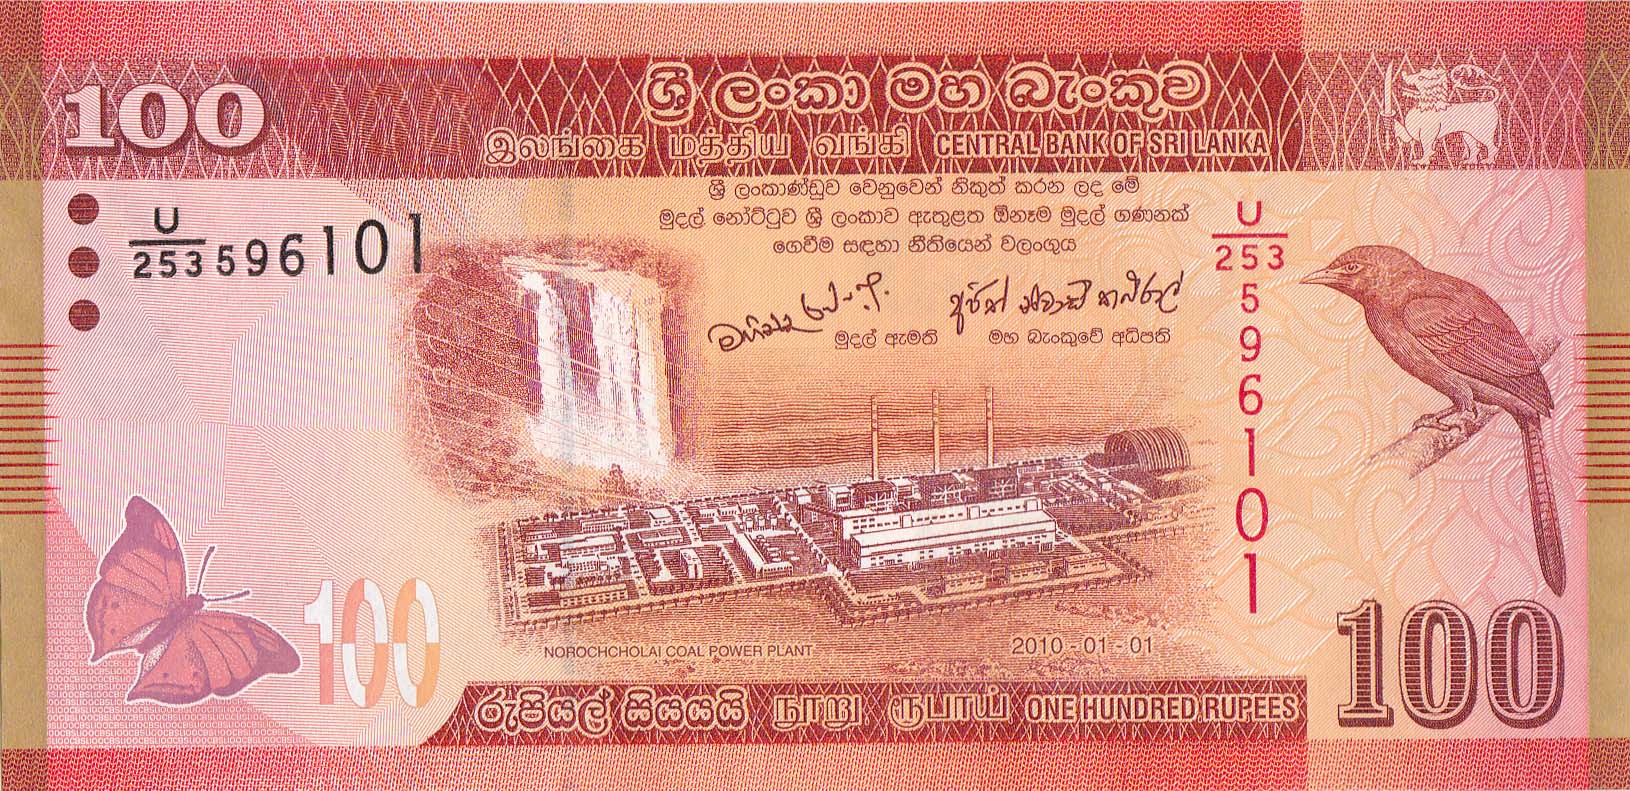 100
ශ්‍රී ලංකා මහ බැංකුව
இலங்கை மத்திய வங்கி CENTRAL BANK OF SRI LANKA
ශ්‍රී ලංකාණ්ඩුව වෙනුවෙන් නිකුත් කරන ලද මේ
මුදල් නෝට්ටුව ශ්‍රී ලංකාව ඇතුළත ඕනෑම මුදල් ගණනක්
ගෙවීම සඳහා නීතියෙන් වලංගුය
U/253 596101
U/253 596101
මුදල් ඇමති මහ බැංකුවේ අධිපති
100
NOROCHCHOLAI COAL POWER PLANT
2010 - 01 - 01
රුපියල් සියයයි நூறு ரூபாய் ONE HUNDRED RUPEES
100